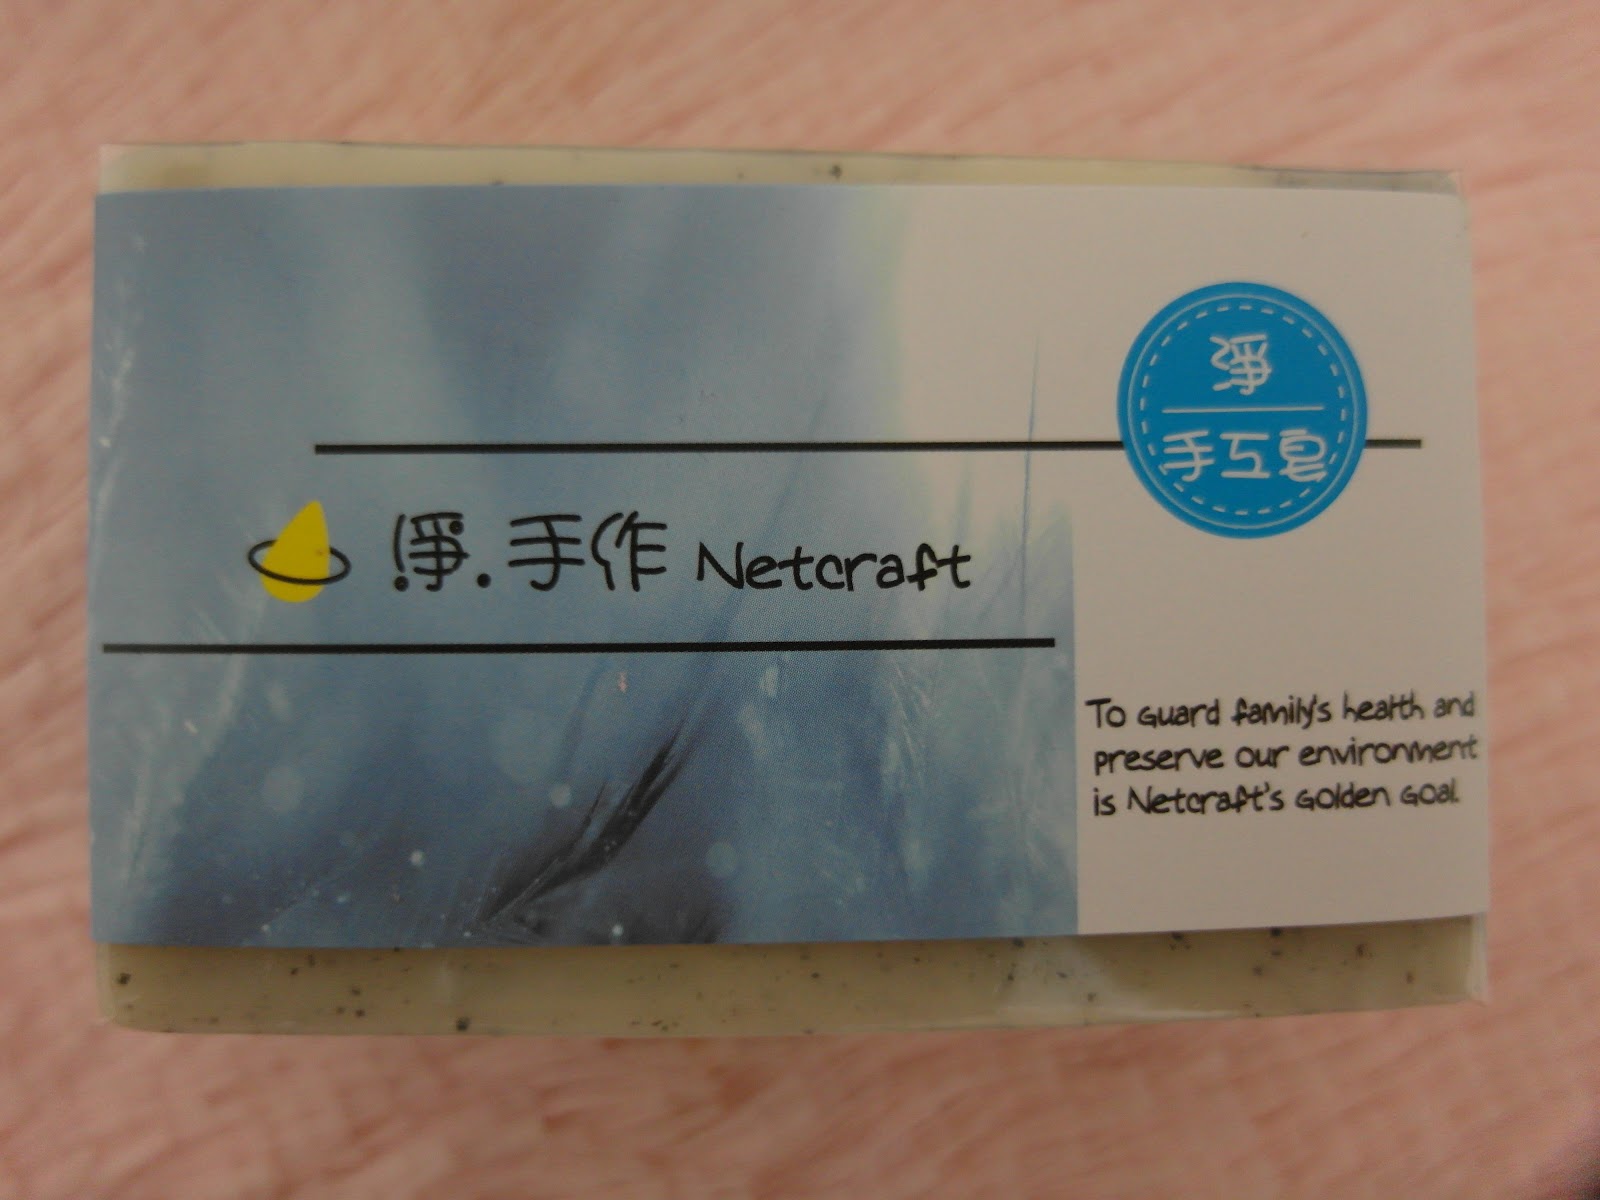 淨
手工皂
淨.手作 Netcraft
To Guard family's health and
preserve our environment
is Netcraft's Golden Goal.